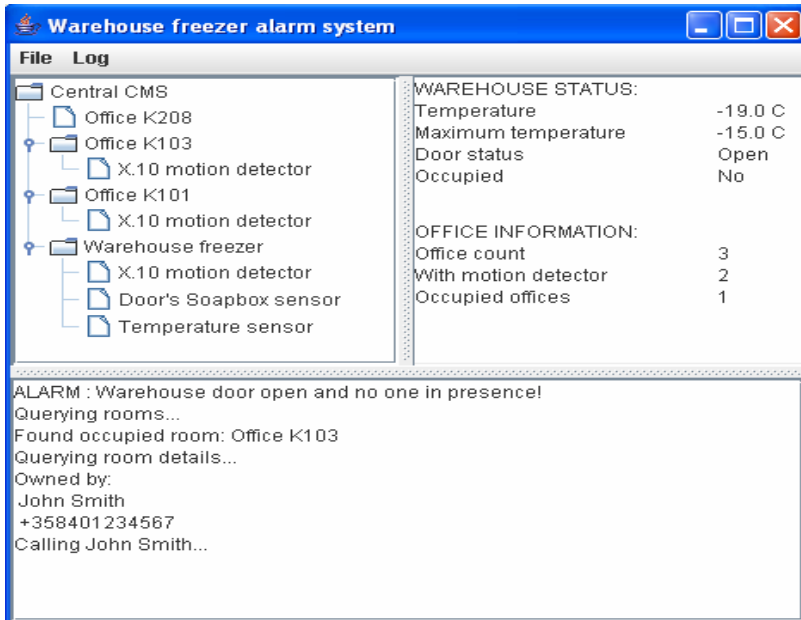 Warehouse freezer alarm system
File Log
Central CMS
Office K208
Office K103
X.10 motion detector
Office K101
X.10 motion detector
Warehouse freezer
X.10 motion detector
Door's Soapbox sensor
Temperature sensor
WAREHOUSE STATUS:
Temperature -19.0 C
Maximum temperature -15.0 C
Door status Open
Occupied No
OFFICE INFORMATION:
Office count 3
With motion detector 2
Occupied offices 1
ALARM : Warehouse door open and no one in presence!
Querying rooms...
Found occupied room: Office K103
Querying room details...
Owned by:
John Smith
+358401234567
Calling John Smith...